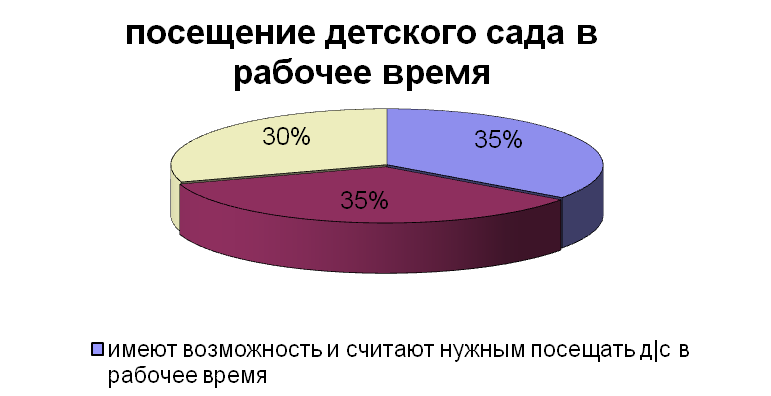 посещение детского сада в
рабочее время
30%
35%
35%
имеют возможность и считают нужным посещать д|с в
рабочее время